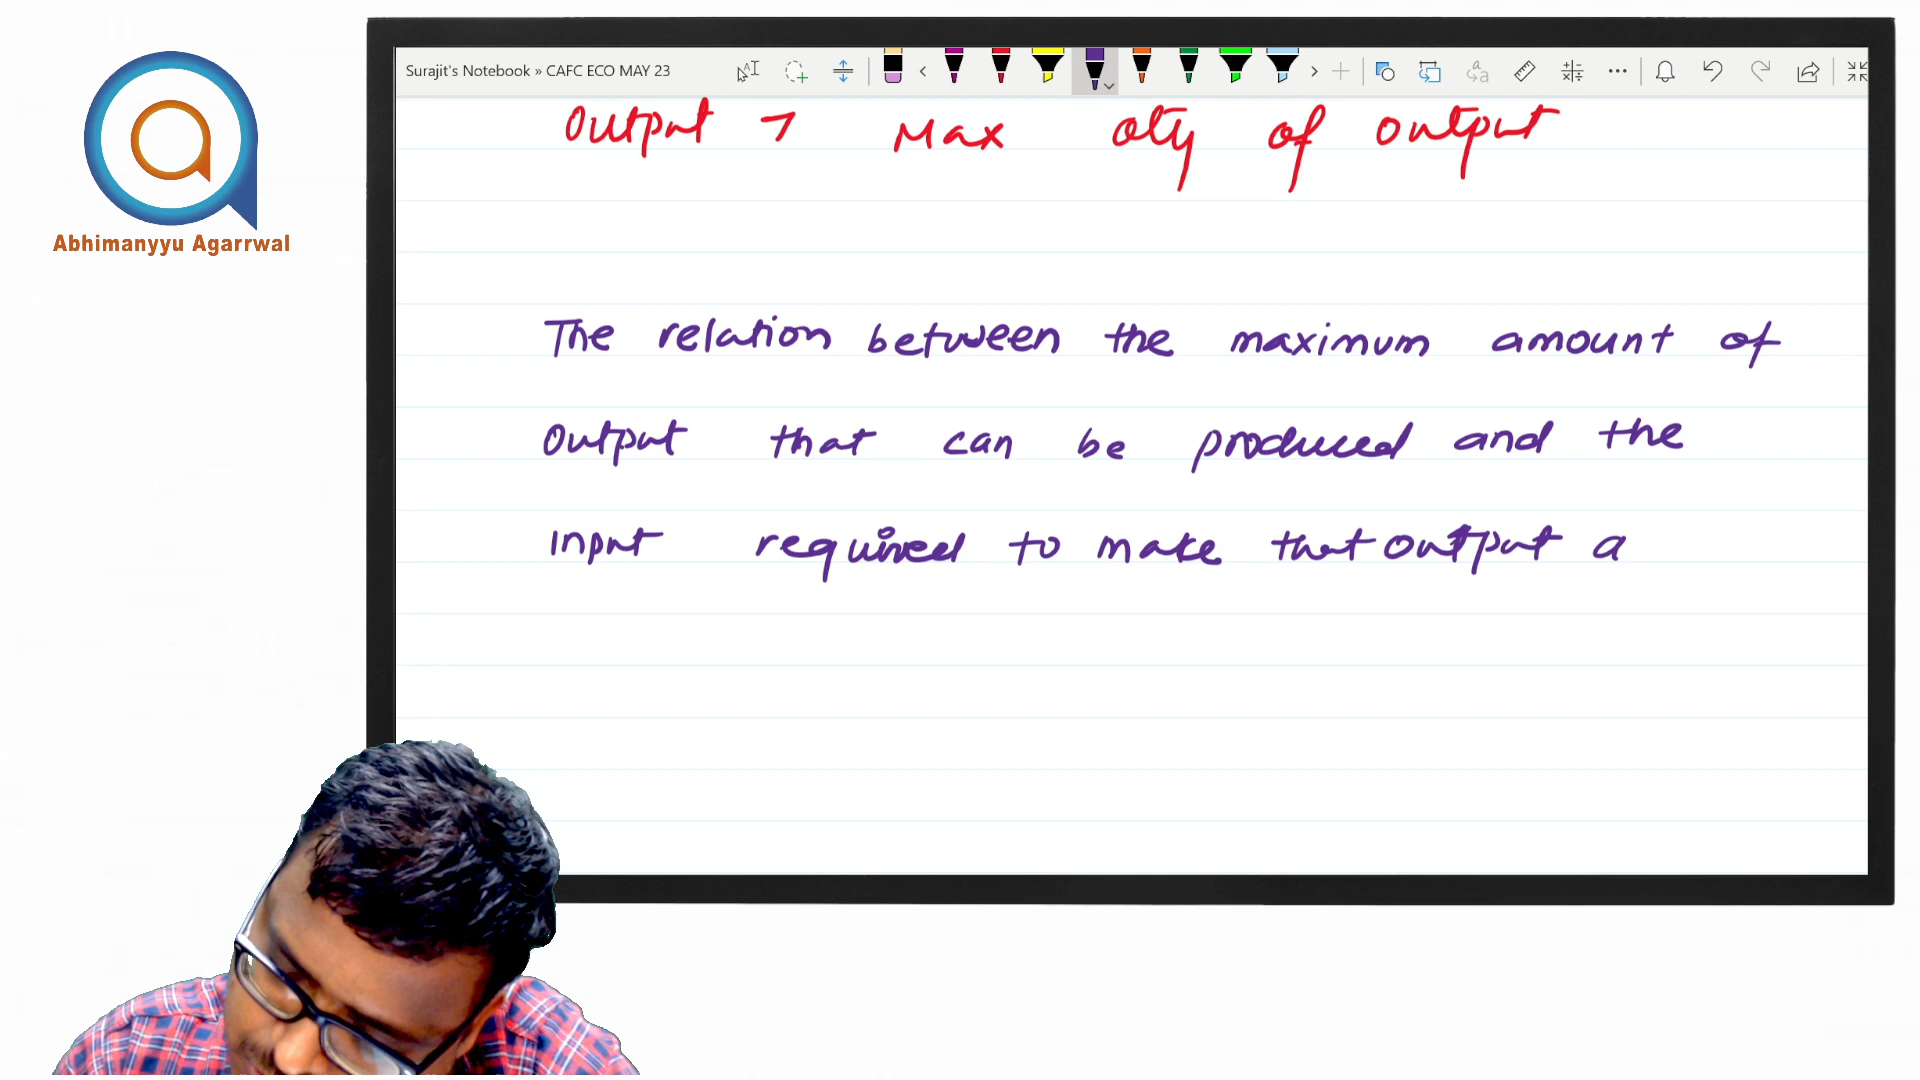 Surajit's Notebook » CAFC ECO MAY 23
Abhimanyyu Agarrwal
Output > Max Qty of output
The relation between the maximum amount of
output that can be produced and the
input required to make that output a